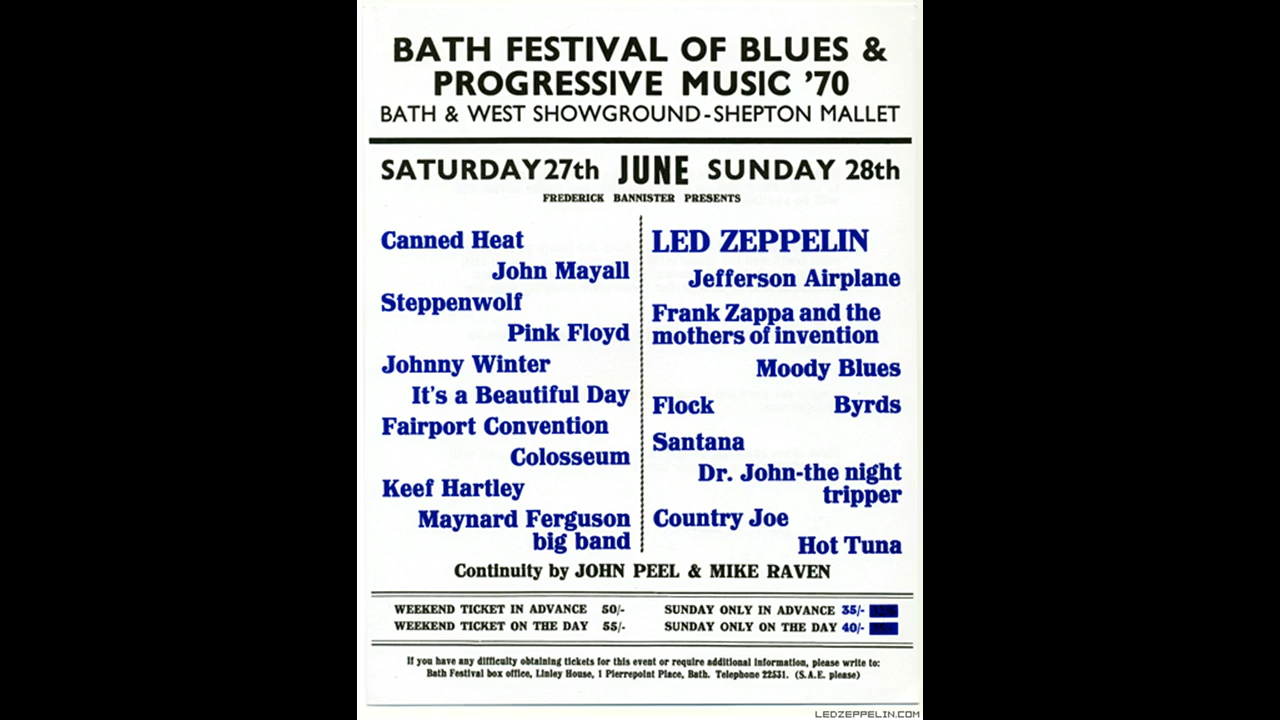 BATH FESTIVAL OF BLUES &
PROGRESSIVE MUSIC '70
BATH & WEST SHOWGROUND-SHEPTON MALLET
SATURDAY 27th JUNE SUNDAY 28th
FREDERICK BANNISTER PRESENTS
Canned Heat
John Mayall
Steppenwolf
Pink Floyd
Johnny Winter
It's a Beautiful Day
Fairport Convention
Colosseum
Keef Hartley
Maynard Ferguson
big band
LED ZEPPELIN
Jefferson Airplane
Frank Zappa and the
mothers of invention
Moody Blues
Flock Byrds
Santana
Dr. John-the night
tripper
Country Joe
Hot Tuna
Continuity by JOHN PEEL & MIKE RAVEN
WEEKEND TICKET IN ADVANCE 50/-
WEEKEND TICKET ON THE DAY 55/-
SUNDAY ONLY IN ADVANCE 35/-
SUNDAY ONLY ON THE DAY 40/-
If you have any difficulty obtaining tickets for this event or require additional information, please write to:
Bath Festival box office, Linley House, 1 Pierrepoint Place, Bath. Telephone 22531. (S.A.E. please)
LEDZEPPELIN.COM